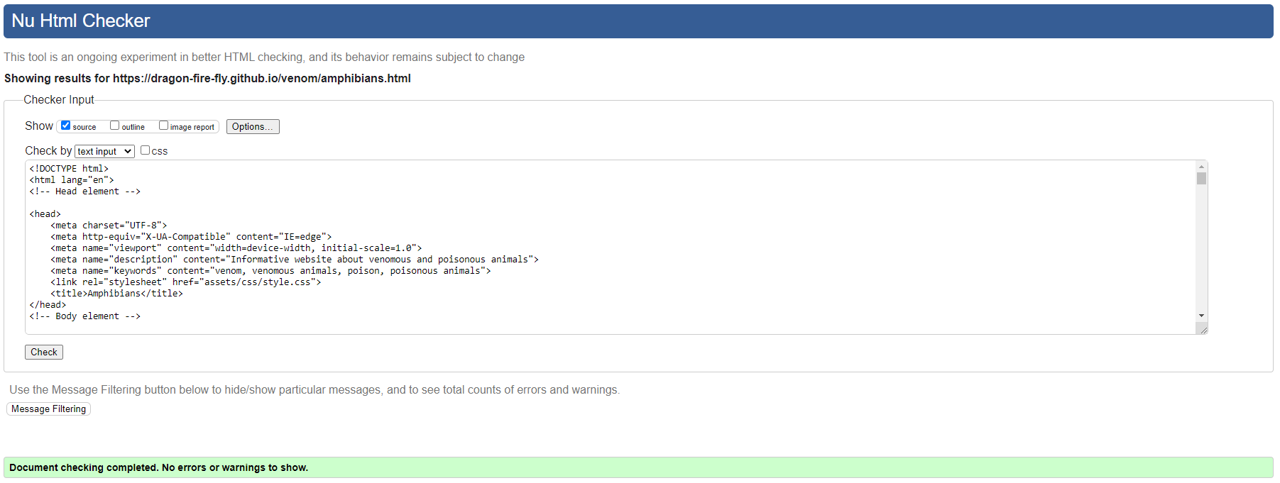 Nu Html Checker
This tool is an ongoing experiment in better HTML checking, and its behavior remains subject to change
Showing results for https://dragon-fire-fly.github.io/venom/amphibians.html
Checker Input
Show source outline image report Options...
Check by text input css
<!DOCTYPE html>
<html lang="en">
<!-- Head element -->
<head>
    <meta charset="UTF-8">
    <meta http-equiv="X-UA-Compatible" content="IE=edge">
    <meta name="viewport" content="width=device-width, initial-scale=1.0">
    <meta name="description" content="Informative website about venomous and poisonous animals">
    <meta name="keywords" content="venom, venomous animals, poison, poisonous animals">
    <link rel="stylesheet" href="assets/css/style.css">
    <title>Amphibians</title>
</head>
<!-- Body element -->
Check
Use the Message Filtering button below to hide/show particular messages, and to see total counts of errors and warnings.
Message Filtering
Document checking completed. No errors or warnings to show.